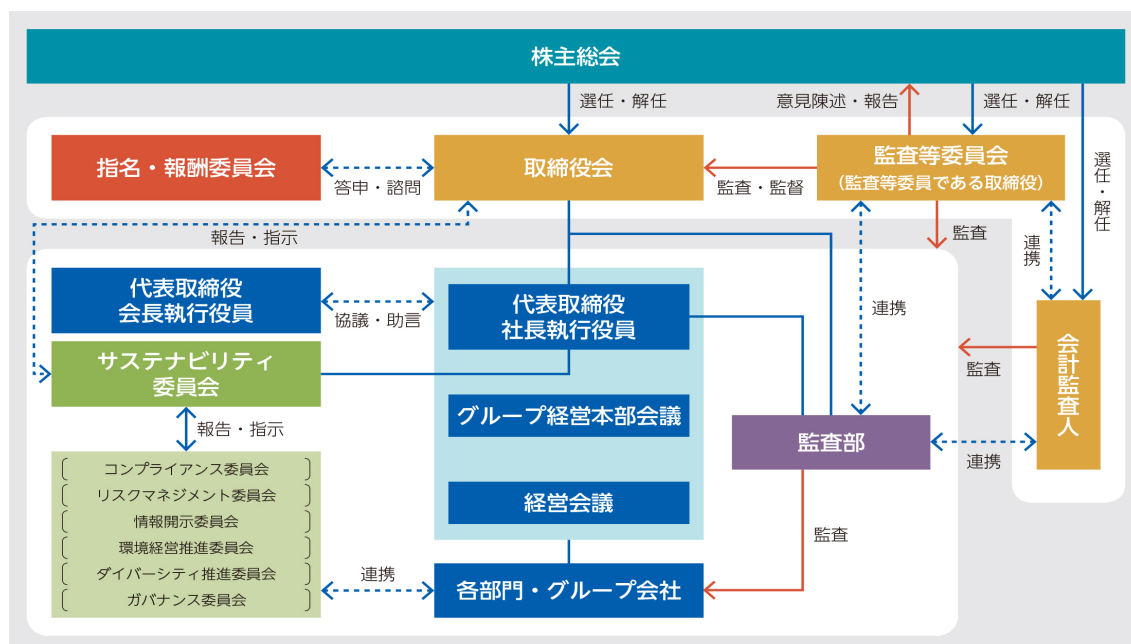 株主総会
選任・解任
意見陳述・報告
選任・解任
選任・解任
指名・報酬委員会
答申・諮問
取締役会
監査・監督
監査等委員会
(監査等委員である取締役)
報告・指示
監査
連携
代表取締役
会長執行役員
協議・助言
代表取締役
社長執行役員
連携
サステナビリティ
委員会
監査
会計監査人
報告・指示
グループ経営本部会議
監査部
連携
コンプライアンス委員会
リスクマネジメント委員会
情報開示委員会
環境経営推進委員会
ダイバーシティ推進委員会
ガバナンス委員会
経営会議
監査
連携
各部門・グループ会社